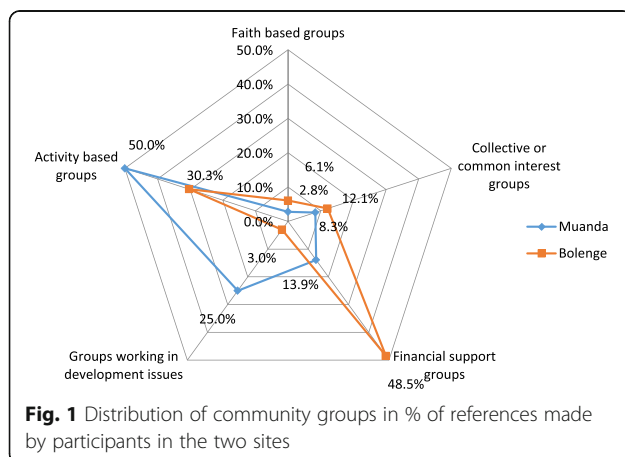 Faith based groups
50.0%
40.0%
30.0%
20.0%
10.0%
0.0%
6.1%
2.8%
Collective or
common interest
groups
12.1%
8.3%
Activity based
groups
50.0%
30.3%
Muanda
Bolenge
3.0%
13.9%
25.0%
Groups working in
development issues
Financial support
groups
48.5%
Fig. 1 Distribution of community groups in % of references made
by participants in the two sites